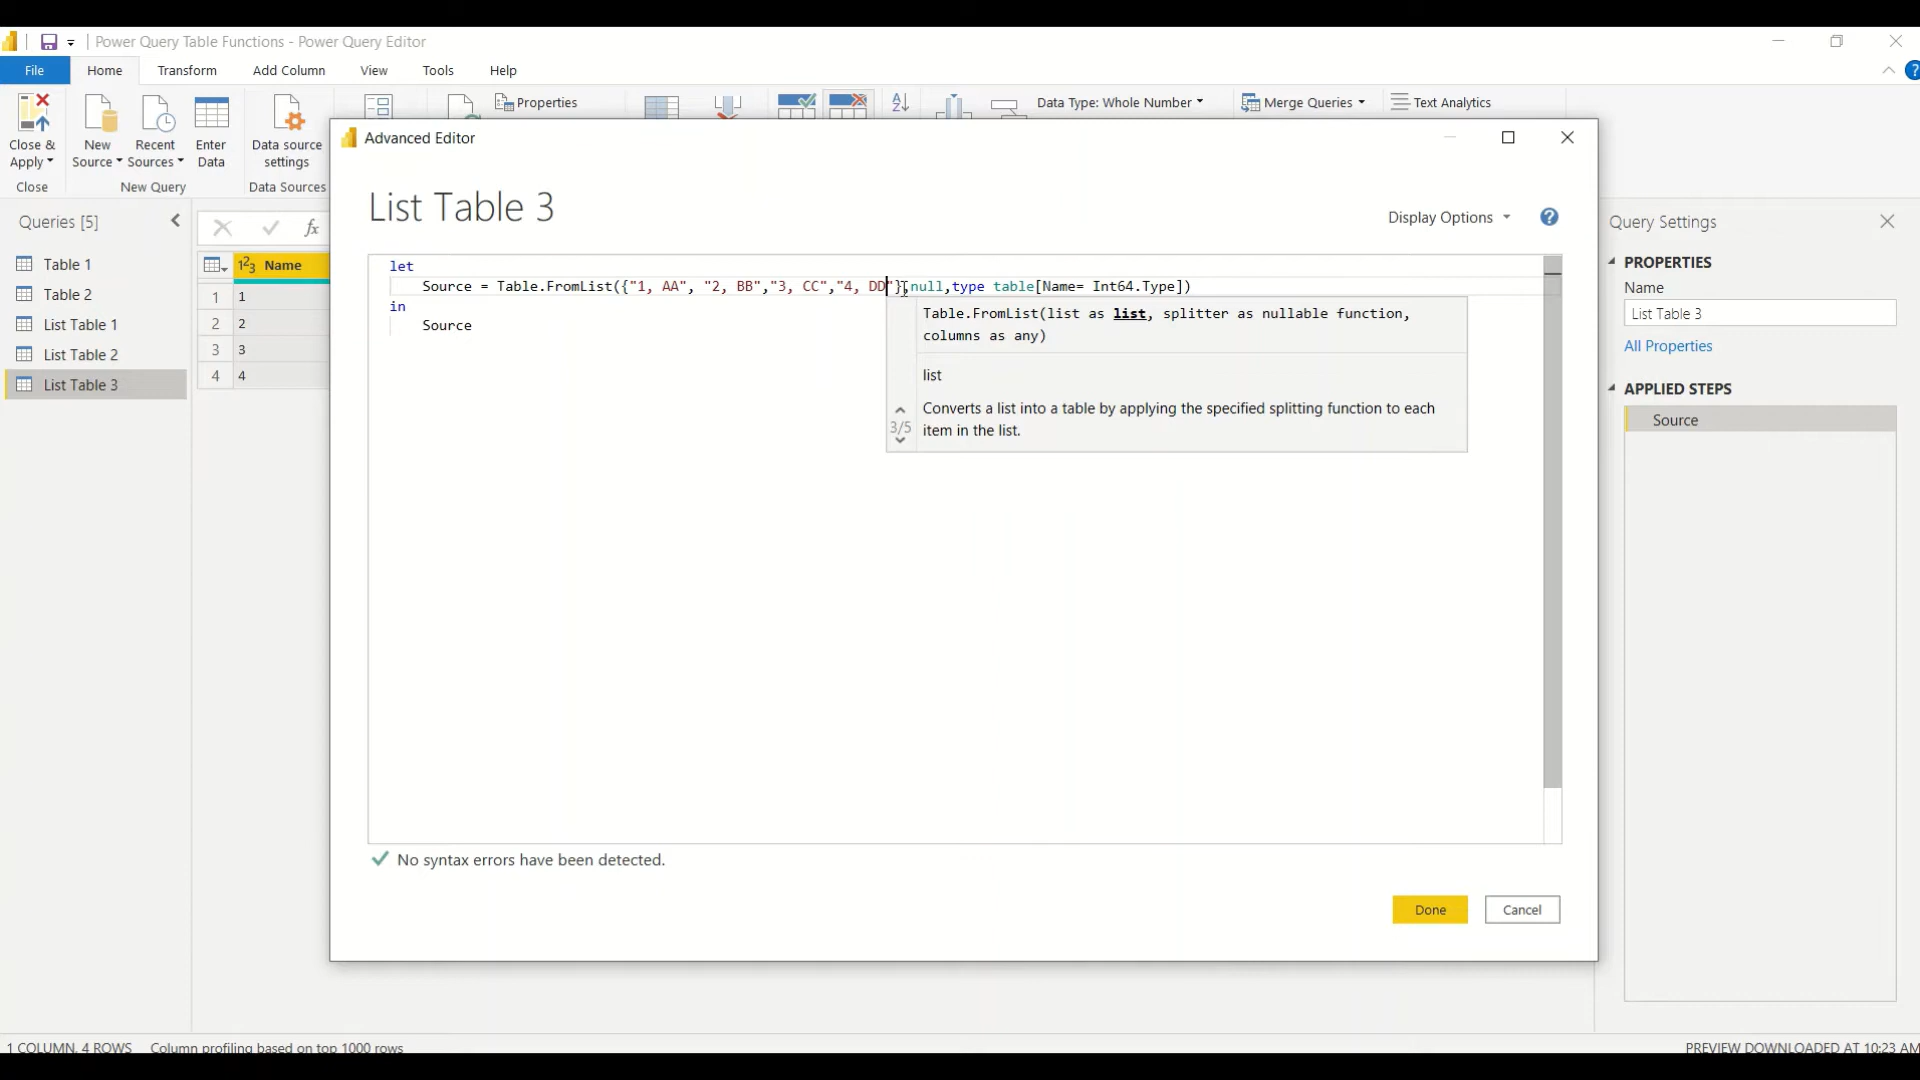 Power Query Table Functions - Power Query Editor
File Home Transform Add Column View Tools Help
Properties
Data Type: Whole Number
Merge Queries
Text Analytics
Close & Apply
New Source
Recent Sources
Enter Data
Data source settings
Close
New Query
Data Sources
Advanced Editor
Queries [5]
Table 1
Table 2
List Table 1
List Table 2
List Table 3
fx
123 Name
1 1
2 2
3 3
4 4
List Table 3
Display Options
?
let
Source = Table.FromList({"1, AA", "2, BB","3, CC","4, DD"},null,type table[Name= Int64.Type])
in
Source
Table.FromList(list as list, splitter as nullable function,
columns as any)
list
3/5
Converts a list into a table by applying the specified splitting function to each
item in the list.
No syntax errors have been detected.
Done
Cancel
Query Settings
PROPERTIES
Name
List Table 3
All Properties
APPLIED STEPS
Source
1 COLUMN, 4 ROWS Column profiling based on top 1000 rows
PREVIEW DOWNLOADED AT 10:23 AM